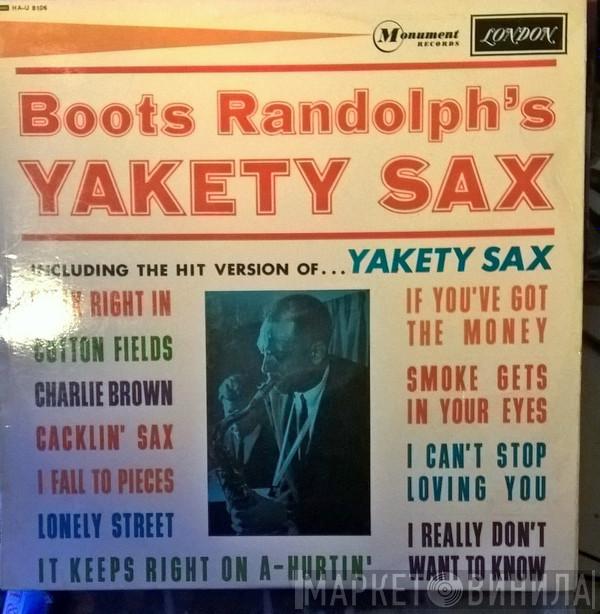 HA-U 8106
Monument
RECORDS
LONDON
Boots Randolph's
YAKETY SAX
INCLUDING THE HIT VERSION OF... YAKETY SAX
RIGHT IN
COTTON FIELDS
CHARLIE BROWN
CACKLIN' SAX
I FALL TO PIECES
LONELY STREET
IT KEEPS RIGHT ON A-HURTIN'
IF YOU'VE GOT
THE MONEY
SMOKE GETS
IN YOUR EYES
I CAN'T STOP
LOVING YOU
I REALLY DON'T
WANT TO KNOW
МАРКЕТ ВИНИЛА